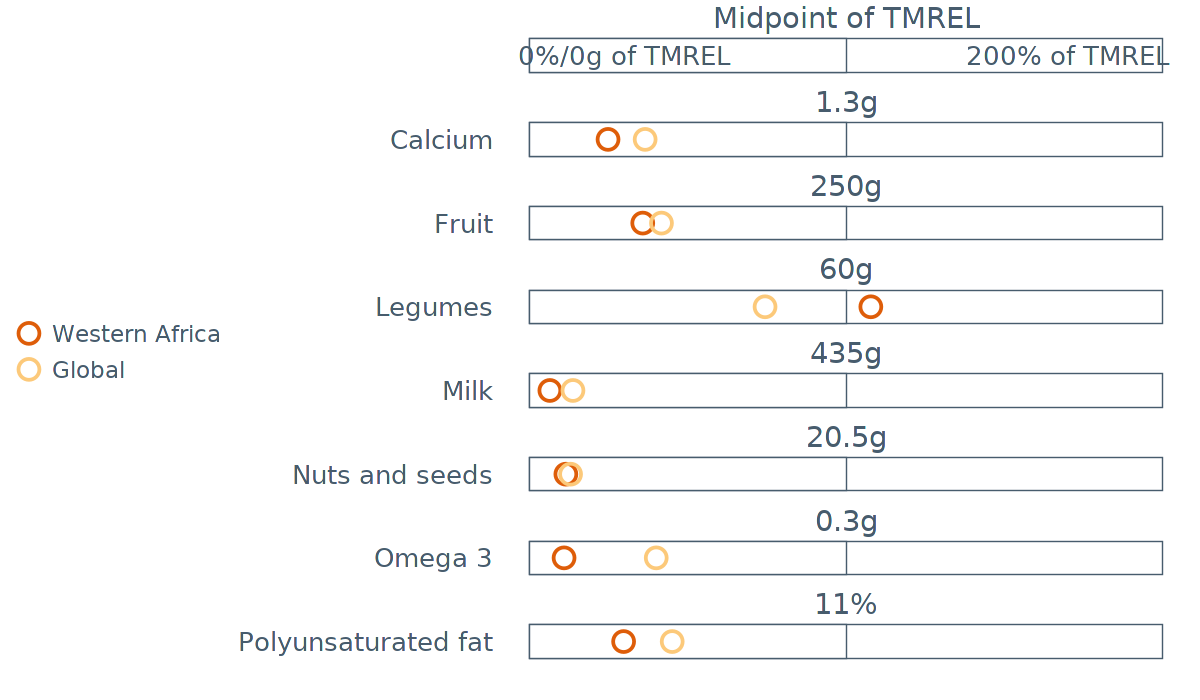 Midpoint of TMREL
0%/0g of TMREL 200% of TMREL
1.3g
Calcium
250g
Fruit
60g
Legumes
Western Africa
Global
435g
Milk
20.5g
Nuts and seeds
0.3g
Omega 3
11%
Polyunsaturated fat